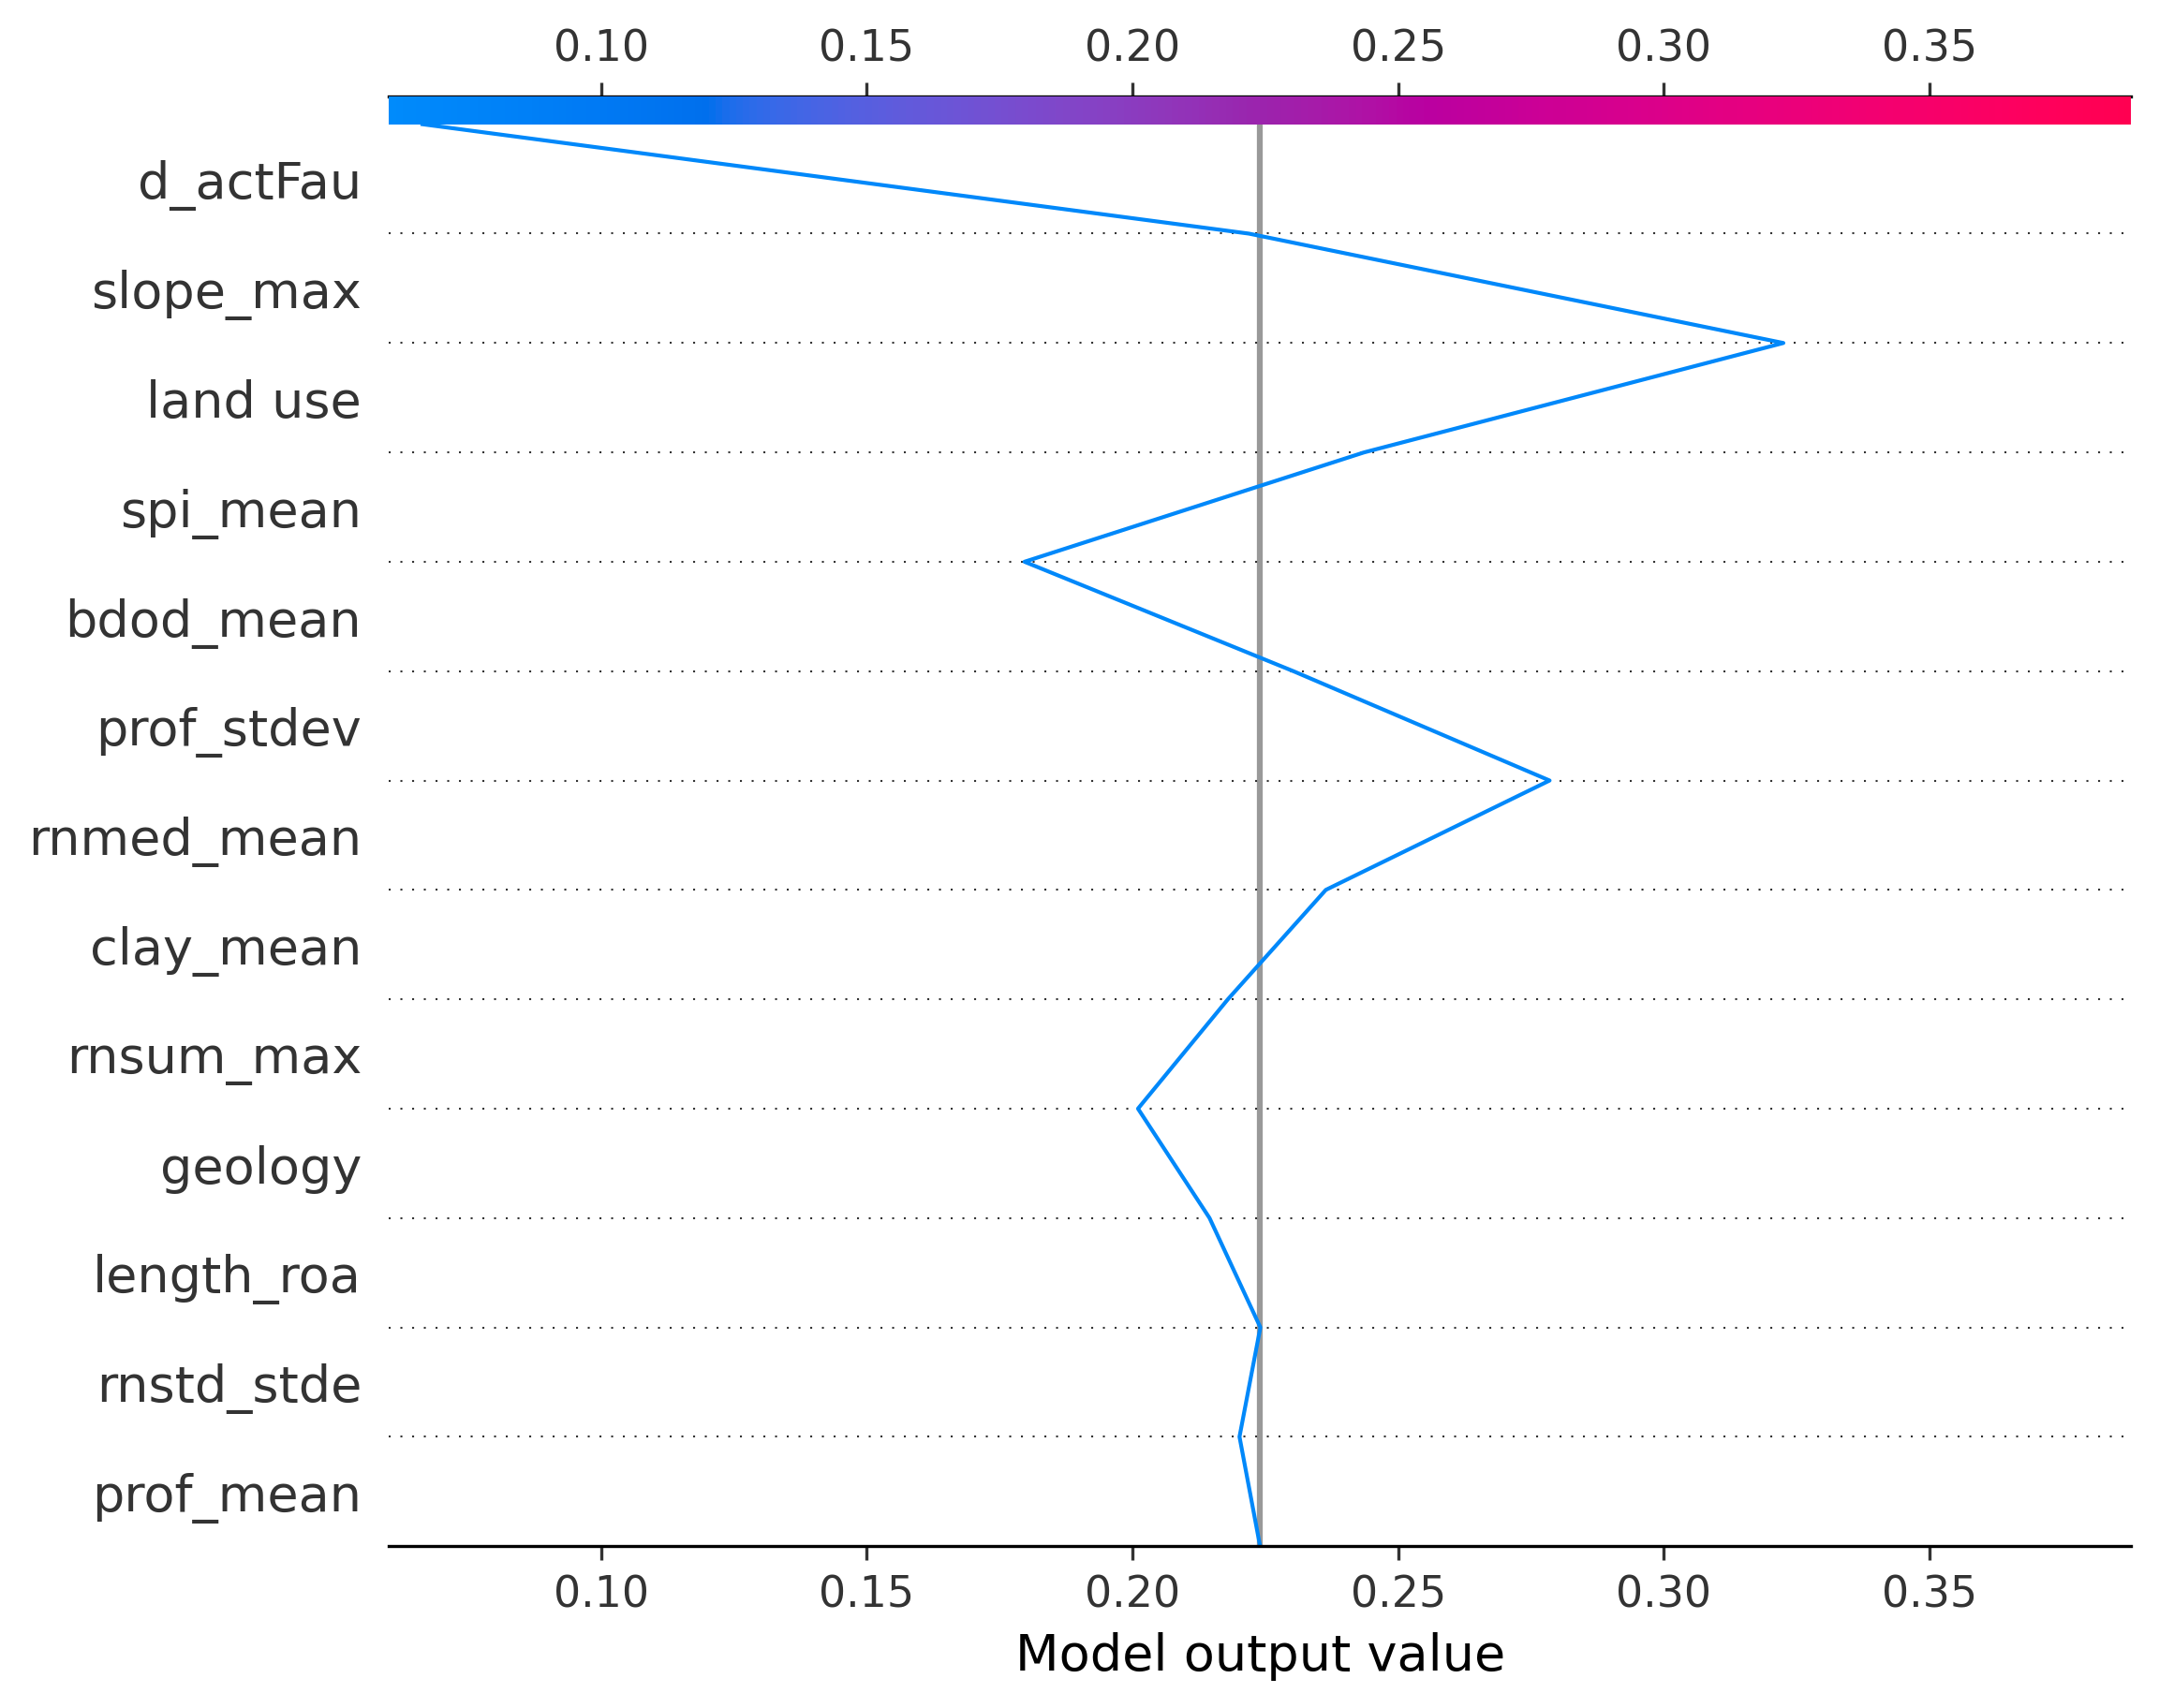 0.10 0.15 0.20 0.25 0.30 0.35
d_actFau
slope_max
land use
spi_mean
bdod_mean
prof_stdev
rnmed_mean
clay_mean
rnsum_max
geology
length_roa
rnstd_stde
prof_mean
0.10 0.15 0.20 0.25 0.30 0.35
Model output value